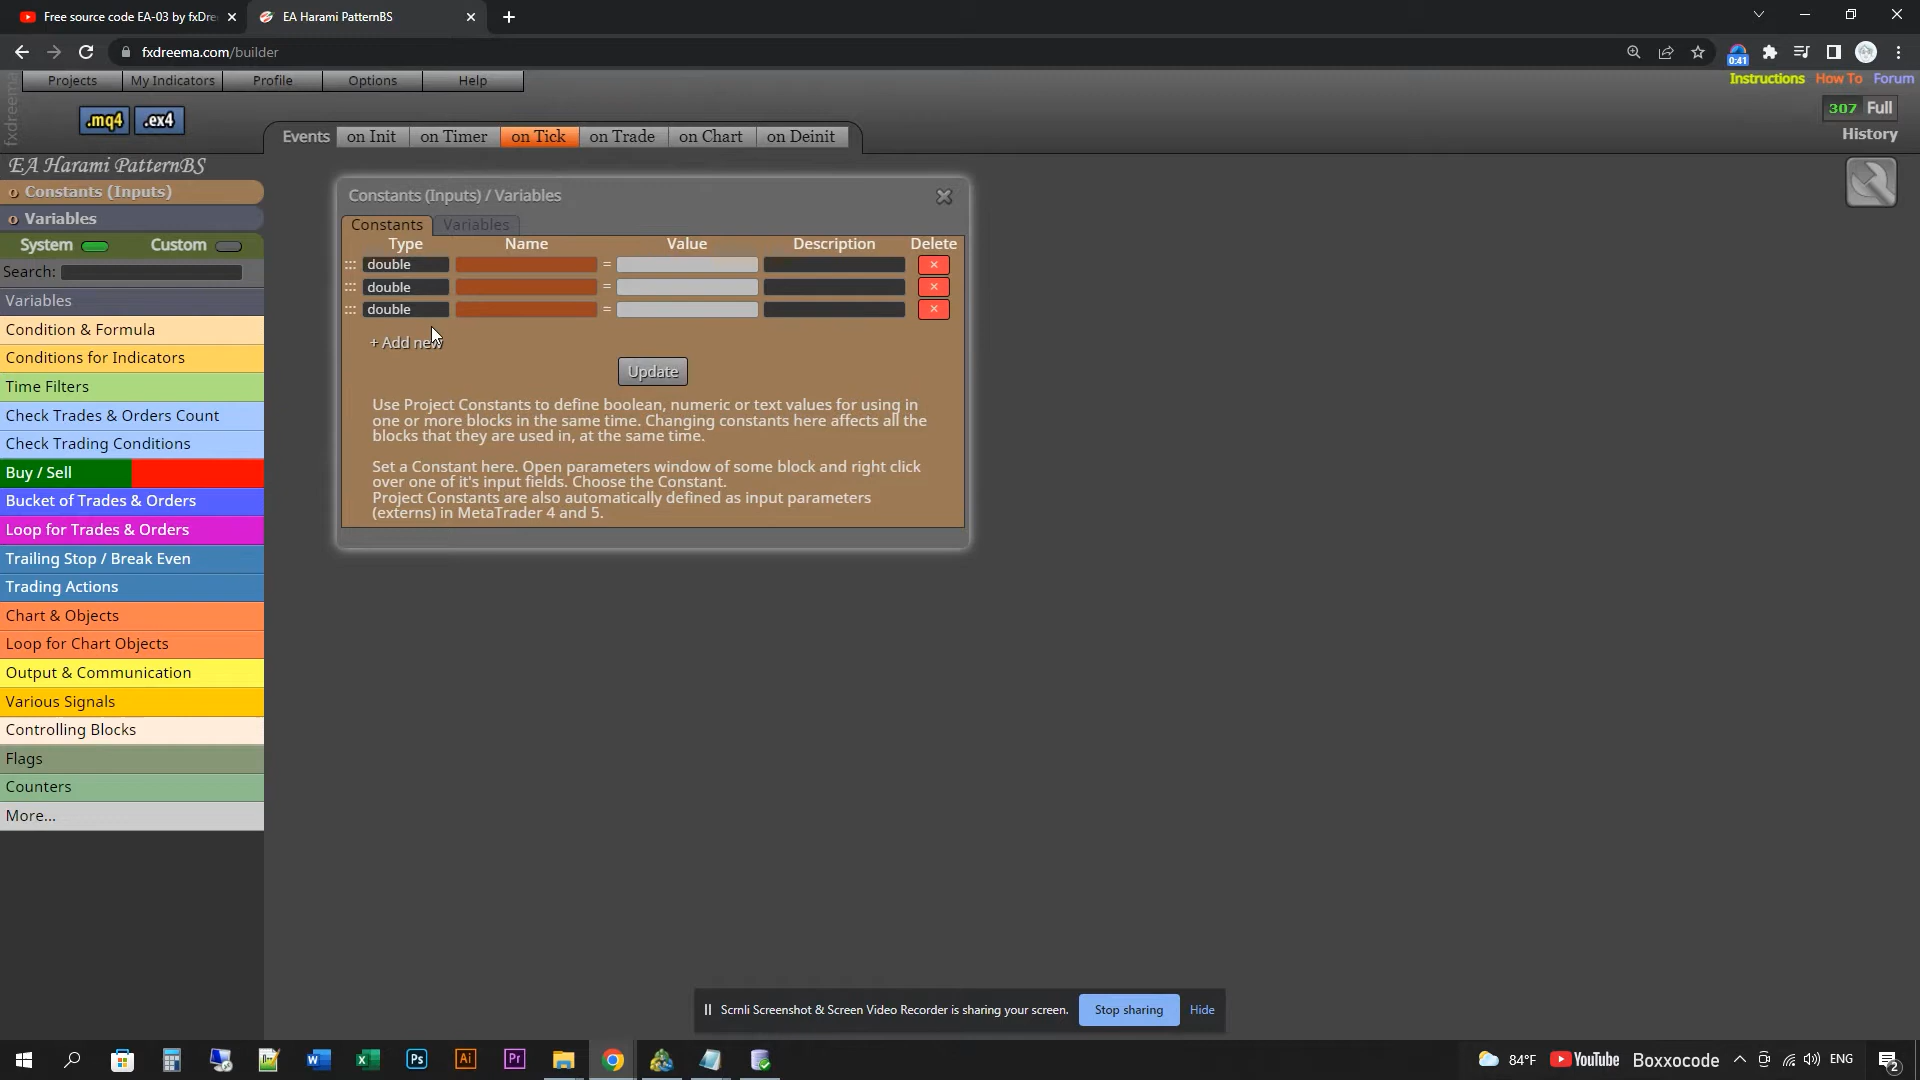 Free source code EA-03 by fxDre
EA Harami PatternBS
fxdreema.com/builder
0:41
Projects
My Indicators
Profile
Options
Help
Instructions
How To
Forum
fxdreema
.mq4
.ex4
307 Full
History
Events
on Init
on Timer
on Tick
on Trade
on Chart
on Deinit
EA Harami PatternBS
Constants (Inputs)
Variables
System
Custom
Search:
Variables
Condition & Formula
Conditions for Indicators
Time Filters
Check Trades & Orders Count
Check Trading Conditions
Buy / Sell
Bucket of Trades & Orders
Loop for Trades & Orders
Trailing Stop / Break Even
Trading Actions
Chart & Objects
Loop for Chart Objects
Output & Communication
Various Signals
Controlling Blocks
Flags
Counters
More...
Constants (Inputs) / Variables
Constants
Variables
Type Name Value Description Delete
double = ×
double = ×
double = ×
+ Add new
Update
Use Project Constants to define boolean, numeric or text values for using in
one or more blocks in the same time. Changing constants here affects all the
blocks that they are used in, at the same time.
Set a Constant here. Open parameters window of some block and right click
over one of it's input fields. Choose the Constant.
Project Constants are also automatically defined as input parameters
(externs) in MetaTrader 4 and 5.
Scrnli Screenshot & Screen Video Recorder is sharing your screen.
Stop sharing
Hide
Ps
Ai
Pr
84°F
YouTube
Boxxocode
ENG
2